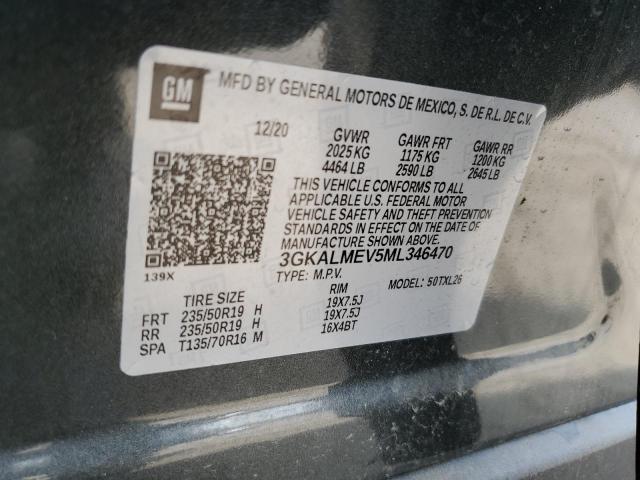 GM
MFD BY GENERAL MOTORS DE MEXICO, S. DE R.L. DE C.V.
12/20 GVWR GAWR FRT GAWR RR
2025 KG 1175 KG 1200 KG
4464 LB 2590 LB 2645 LB
THIS VEHICLE CONFORMS TO ALL
APPLICABLE U.S. FEDERAL MOTOR
VEHICLE SAFETY AND THEFT PREVENTION
STANDARDS IN EFFECT ON THE DATE OF
MANUFACTURE SHOWN ABOVE.
3GKALMEV5ML346470
139X TYPE: M.P.V. MODEL: 50TXL26
TIRE SIZE RIM
FRT 235/50R19 H 19X7.5J
RR 235/50R19 H 19X7.5J
SPA T135/70R16 M 16X4BT